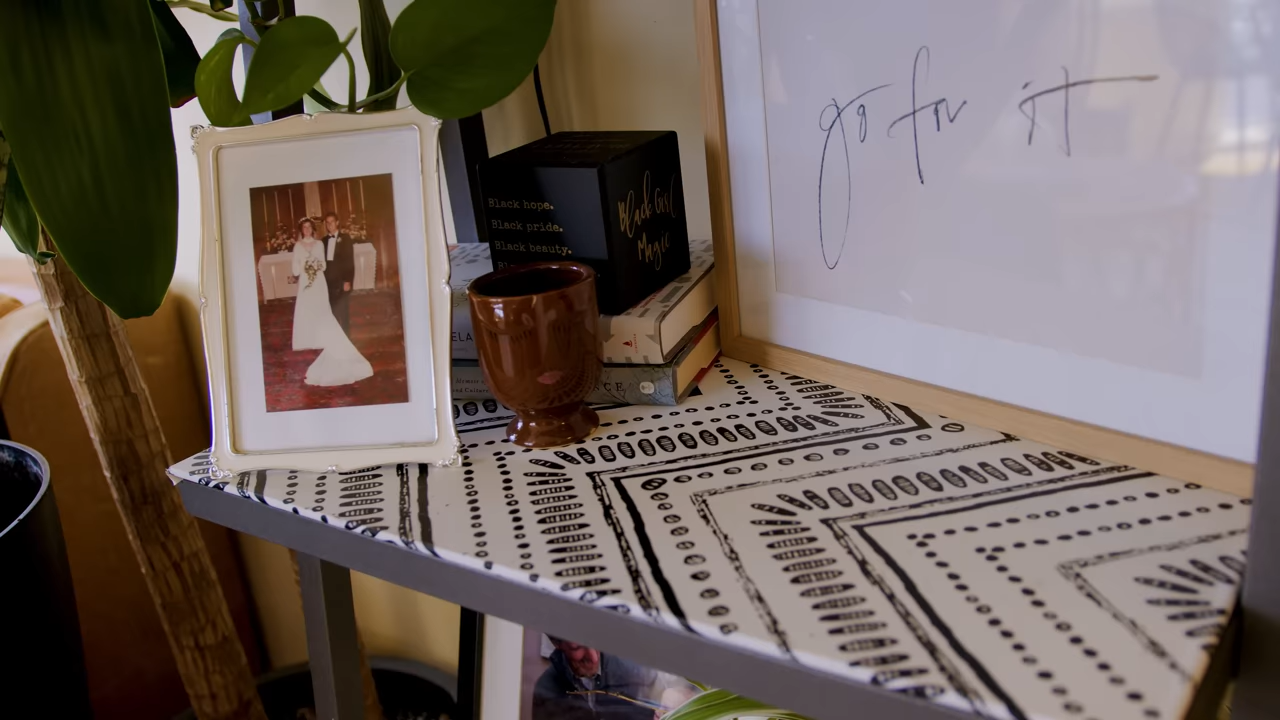 go for it
Black hope.
Black pride.
Black beauty.
Black Girl
Magic